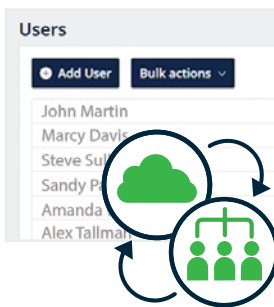 Users
Add User Bulk actions
John Martin
Marcy Davis
Steve
Sandy
Amanda
Alex Tallman